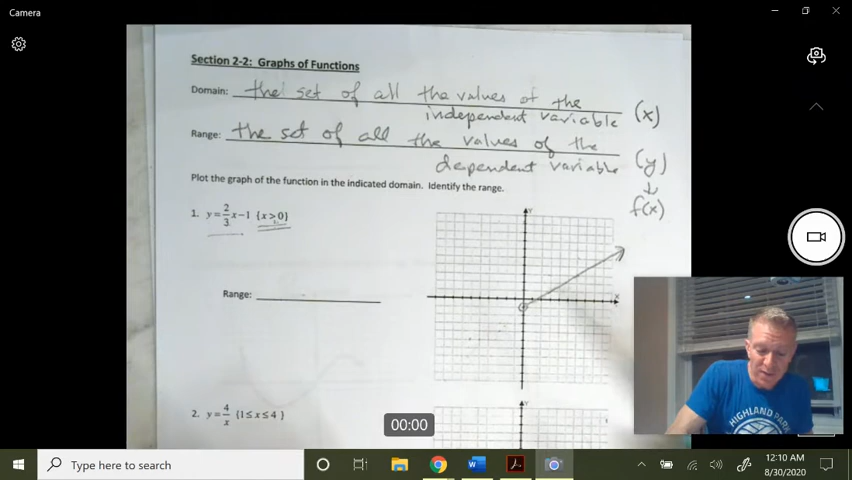 Camera
Section 2-2: Graphs of Functions
Domain: the set of all the values of the
independent variable (x)
Range: the set of all the values of the
dependent variable (y)
f(x)
Plot the graph of the function in the indicated domain. Identify the range.
1. y=2/3x-1 {x>0}
Y
X
Range:
2. y=4/x {1≤x≤4 }
Y
00:00
HIGHLAND PARK
Type here to search
12:10 AM
8/30/2020